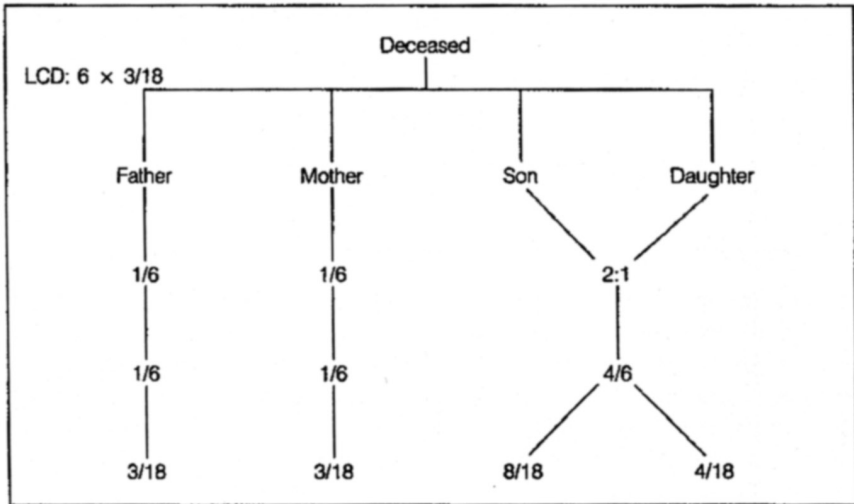 Deceased
LCD: 6 × 3/18
Father Mother Son Daughter
1/6 1/6 2:1
1/6 1/6 4/6
3/18 3/18 8/18 4/18